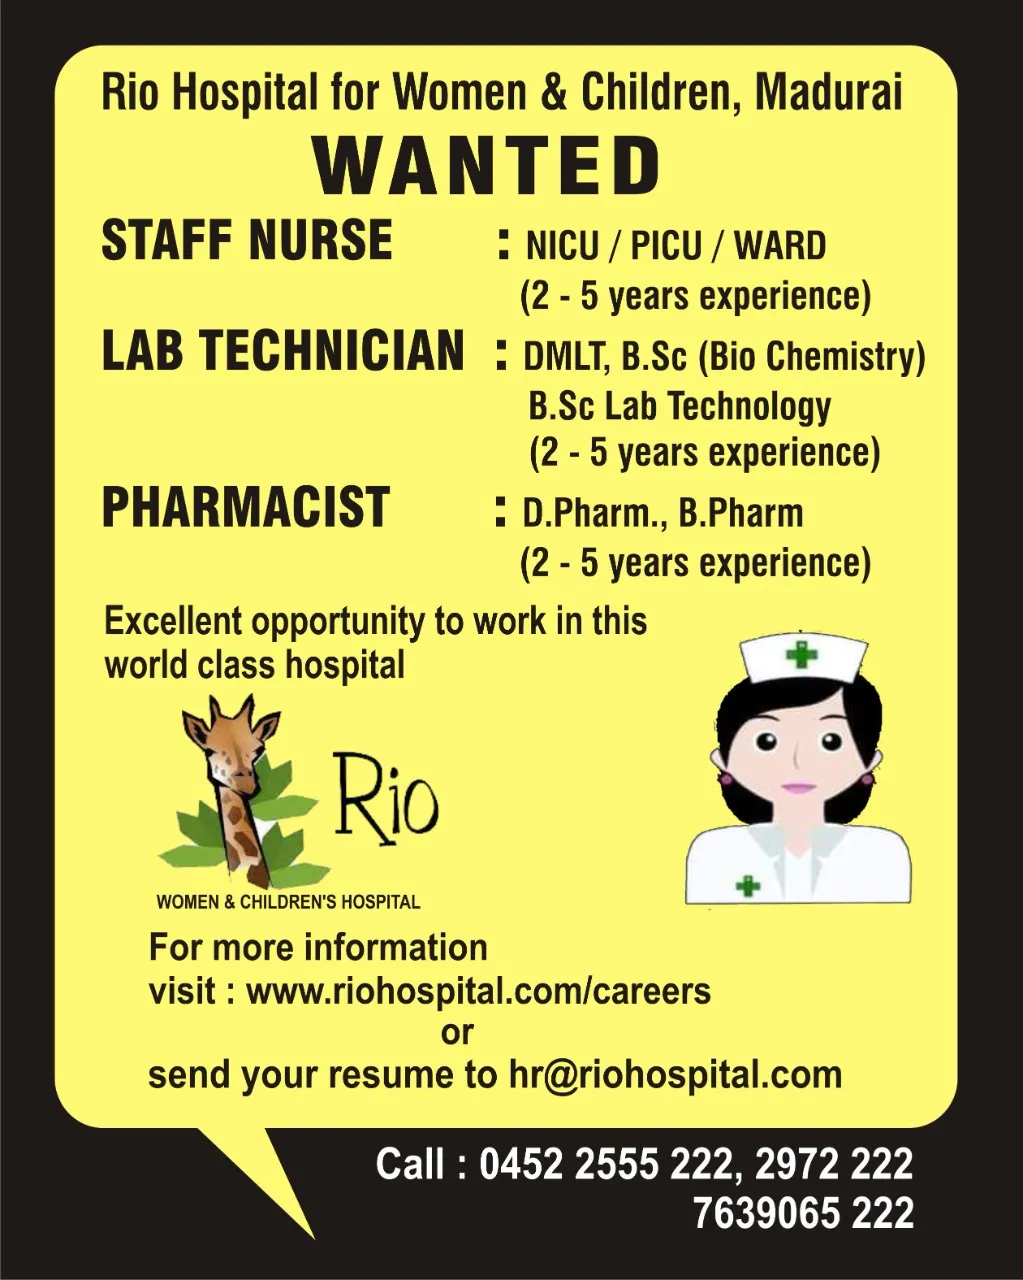 Rio Hospital for Women & Children, Madurai
WANTED
STAFF NURSE : NICU / PICU / WARD
(2 - 5 years experience)
LAB TECHNICIAN : DMLT, B.Sc (Bio Chemistry)
B.Sc Lab Technology
(2 - 5 years experience)
PHARMACIST : D.Pharm., B.Pharm
(2 - 5 years experience)
Excellent opportunity to work in this
world class hospital
Rio
WOMEN & CHILDREN'S HOSPITAL
For more information
visit : www.riohospital.com/careers
or
send your resume to hr@riohospital.com
Call : 0452 2555 222, 2972 222
7639065 222